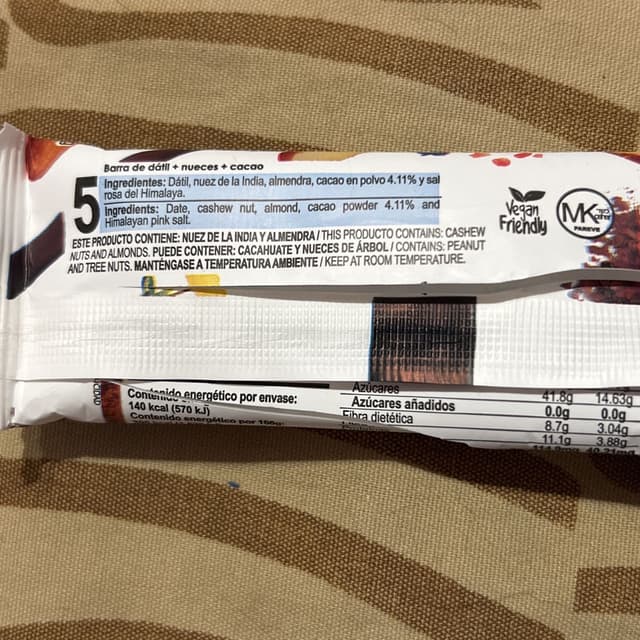 Barra de dátil + nueces + cacao
5
Ingredientes: Dátil, nuez de la India, almendra, cacao en polvo 4.11% y sal
rosa del Himalaya.
Ingredients: Date, cashew nut, almond, cacao powder 4.11% and
Himalayan pink salt.
ESTE PRODUCTO CONTIENE: NUEZ DE LA INDIA Y ALMENDRA / THIS PRODUCT CONTAINS: CASHEW
NUTS AND ALMONDS. PUEDE CONTENER: CACAHUATE Y NUECES DE ÁRBOL / CONTAINS: PEANUT
AND TREE NUTS. MANTÉNGASE A TEMPERATURA AMBIENTE / KEEP AT ROOM TEMPERATURE.
Vegan
Friendly
MK
PAREVE
Contenido energético por envase:
140 kcal (570 kJ)
Contenido energético por 100g:
Azúcares 41.8g 14.63g
Azúcares añadidos 0.0g 0.0g
Fibra dietética 8.7g 3.04g
11.1g 3.88g